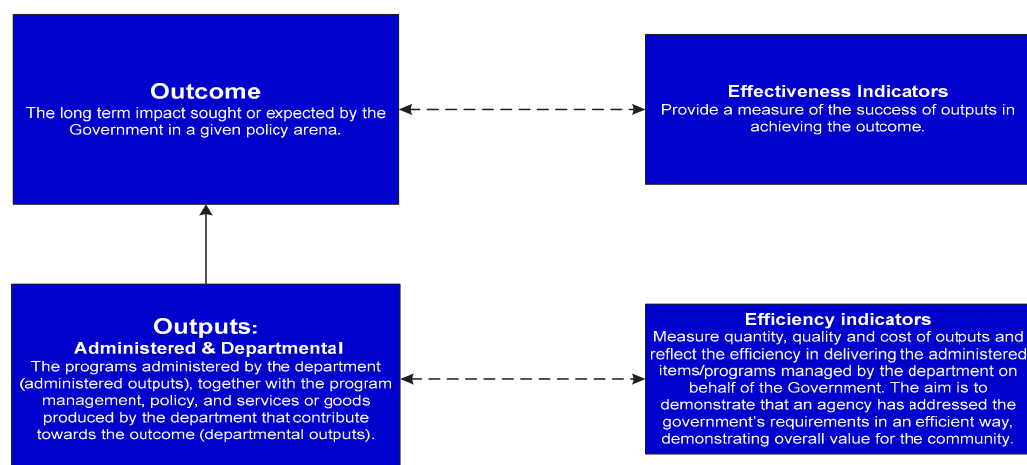 Outcome
The long term impact sought or expected by the
Government in a given policy arena.
Effectiveness Indicators
Provide a measure of the success of outputs in
achieving the outcome.
Outputs:
Administered & Departmental
The programs administered by the department
(administered outputs), together with the program
management, policy, and services or goods
produced by the department that contribute
towards the outcome (departmental outputs).
Efficiency indicators
Measure quantity, quality and cost of outputs and
reflect the efficiency in delivering the administered
items/programs managed by the department on
behalf of the Government. The aim is to
demonstrate that an agency has addressed the
government's requirements in an efficient way,
demonstrating overall value for the community.